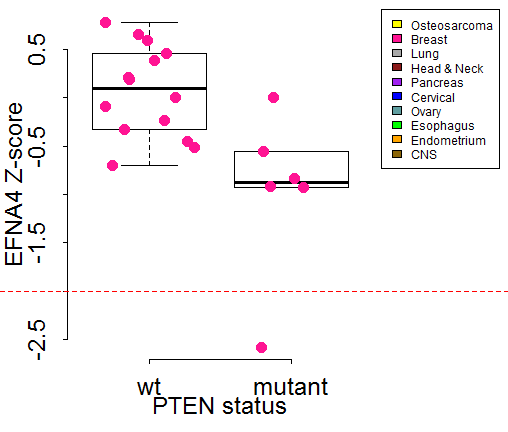 EFNA4 Z-score
0.5
-0.5
-1.5
-2.5
wt
mutant
PTEN status
Osteosarcoma
Breast
Lung
Head & Neck
Pancreas
Cervical
Ovary
Esophagus
Endometrium
CNS